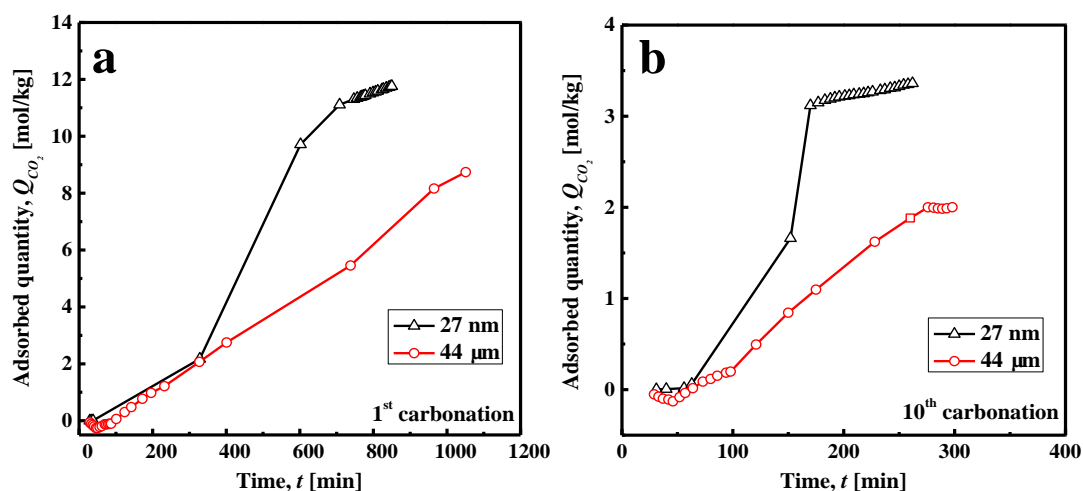 a
Adsorbed quantity, Q_CO₂ [mol/kg]
14
12
10
8
6
4
2
0
27 nm
44 μm
1st carbonation
0 200 400 600 800 1000 1200
Time, t [min]
b
Adsorbed quantity, Q_CO₂ [mol/kg]
4
3
2
1
0
27 nm
44 μm
10th carbonation
0 100 200 300 400
Time, t [min]